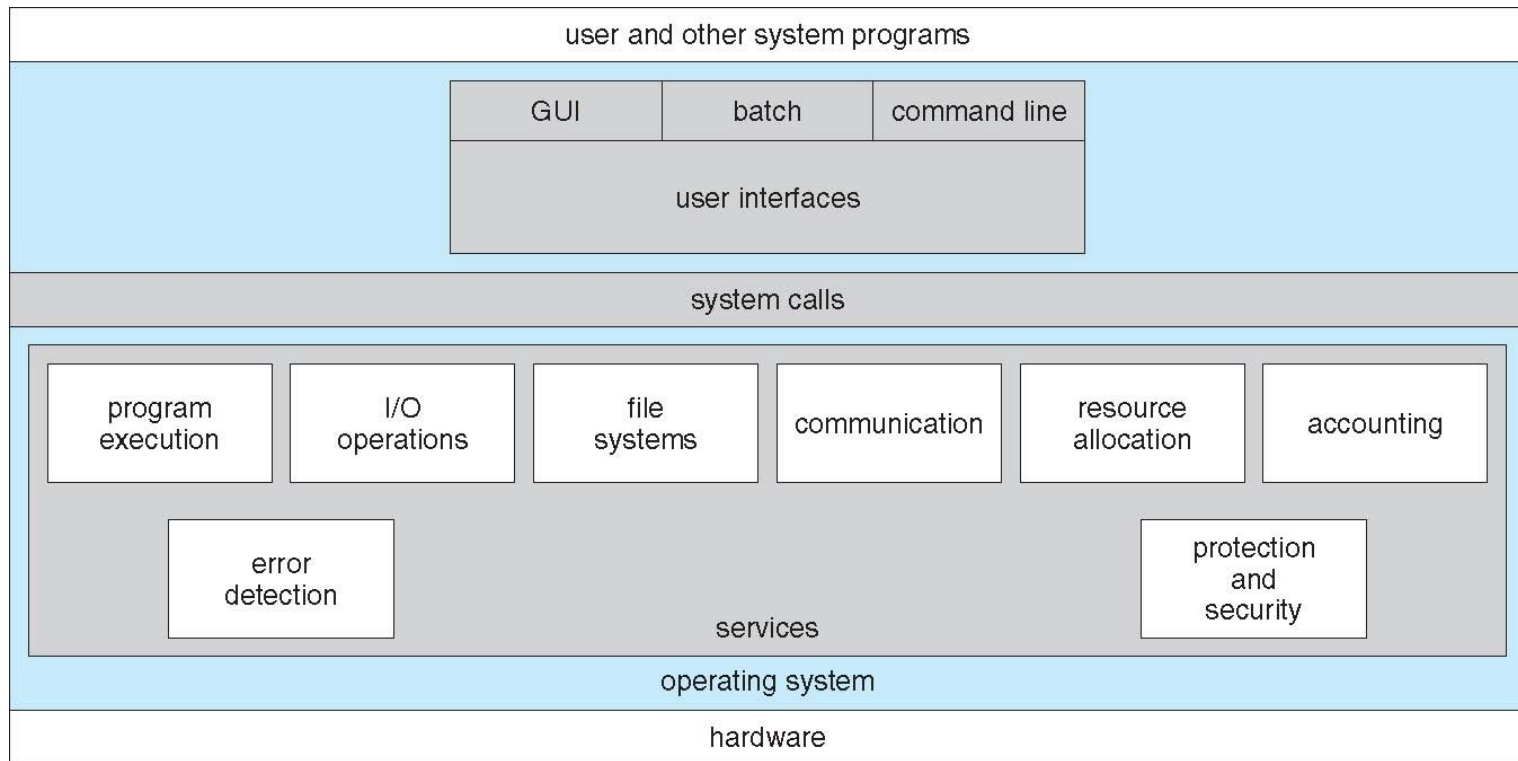 user and other system programs
GUI
batch
command line
user interfaces
system calls
program
execution
I/O
operations
file
systems
communication
resource
allocation
accounting
error
detection
protection
and
security
services
operating system
hardware